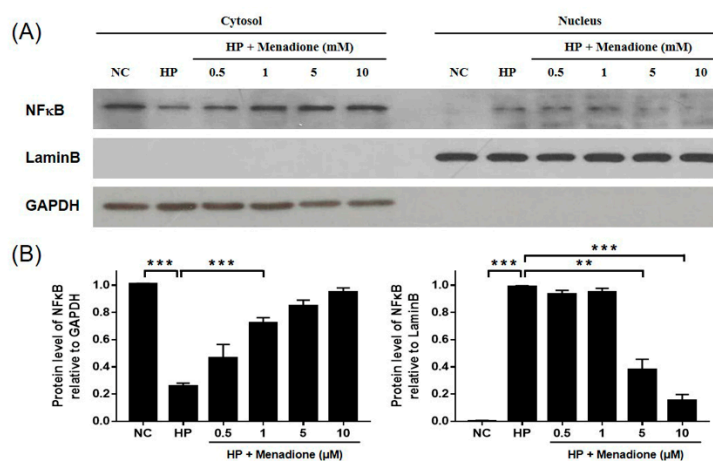 (A)
Cytosol Nucleus
HP + Menadione (mM) HP + Menadione (mM)
NC HP 0.5 1 5 10 NC HP 0.5 1 5 10
NFκB
LaminB
GAPDH
(B)
*** *** *** ** ***
Protein level of NFκB
relative to GAPDH
1.0
0.8
0.6
0.4
0.2
0.0
NC HP 0.5 1 5 10
HP + Menadione (μM)
Protein level of NFκB
relative to LaminB
1.0
0.8
0.6
0.4
0.2
0.0
NC HP 0.5 1 5 10
HP + Menadione (μM)